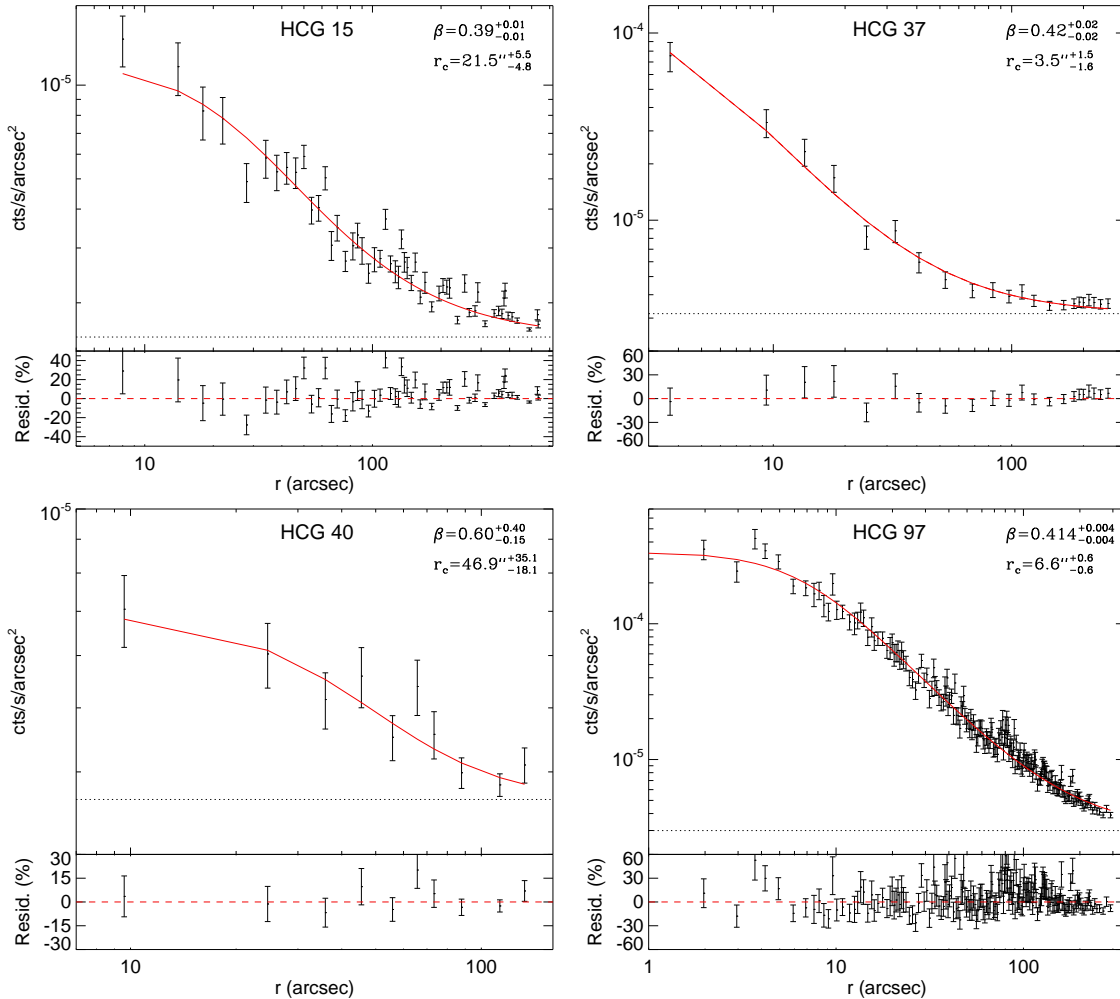 HCG 15
β=0.39+0.01-0.01
rc=21.5"+5.5-4.8
10-5
cts/s/arcsec2
Resid. (%)
40
20
0
-20
-40
10
100
r (arcsec)
HCG 37
β=0.42+0.02-0.02
rc=3.5"+1.5-1.6
10-4
10-5
cts/s/arcsec2
Resid. (%)
60
30
0
-30
-60
10
100
r (arcsec)
HCG 40
β=0.60+0.40-0.15
rc=46.9"+35.1-18.1
10-5
cts/s/arcsec2
Resid. (%)
30
15
0
-15
-30
10
100
r (arcsec)
HCG 97
β=0.414+0.004-0.004
rc=6.6"+0.6-0.6
10-4
10-5
cts/s/arcsec2
Resid. (%)
60
30
0
-30
-60
1
10
100
r (arcsec)